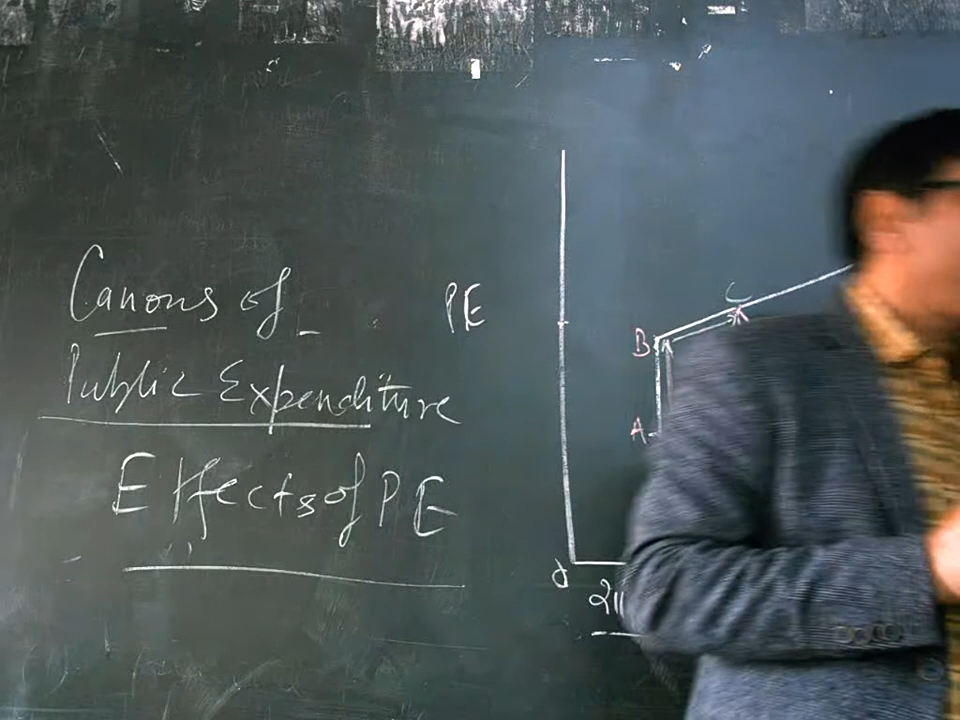 Canons of
Public Expenditure
Effects of PE
PE
C
B
A